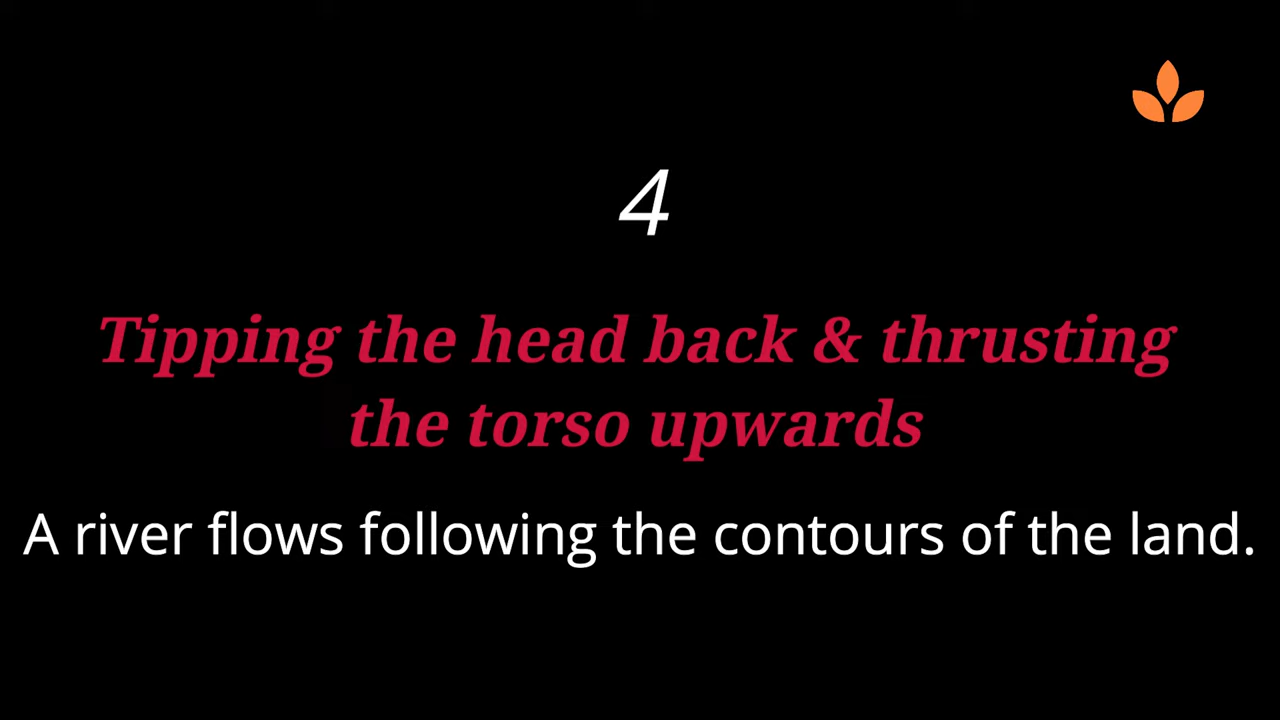 4
Tipping the head back & thrusting
the torso upwards
A river flows following the contours of the land.